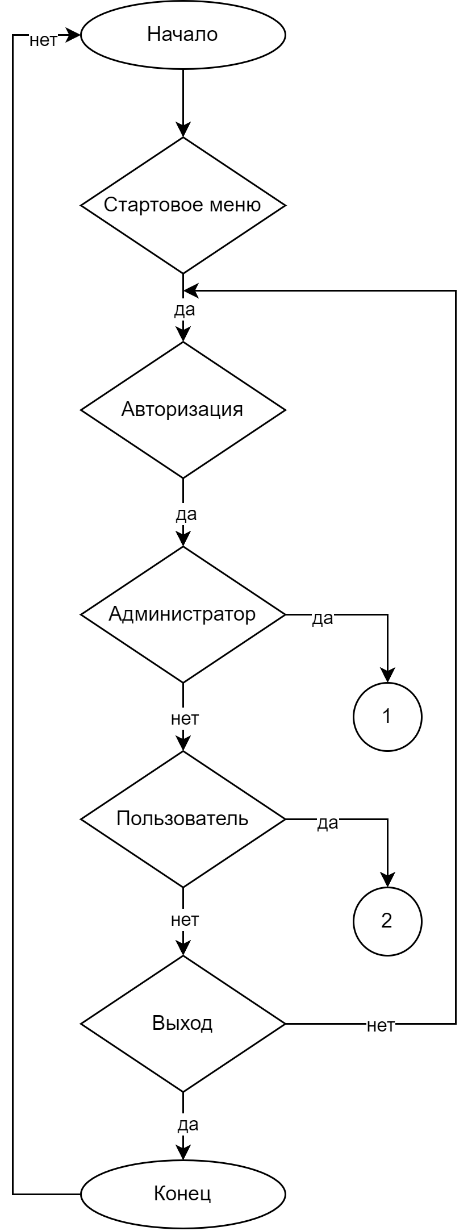 Начало
нет
Стартовое меню
да
Авторизация
да
Администратор
да
1
нет
Пользователь
да
2
нет
Выход
нет
да
Конец